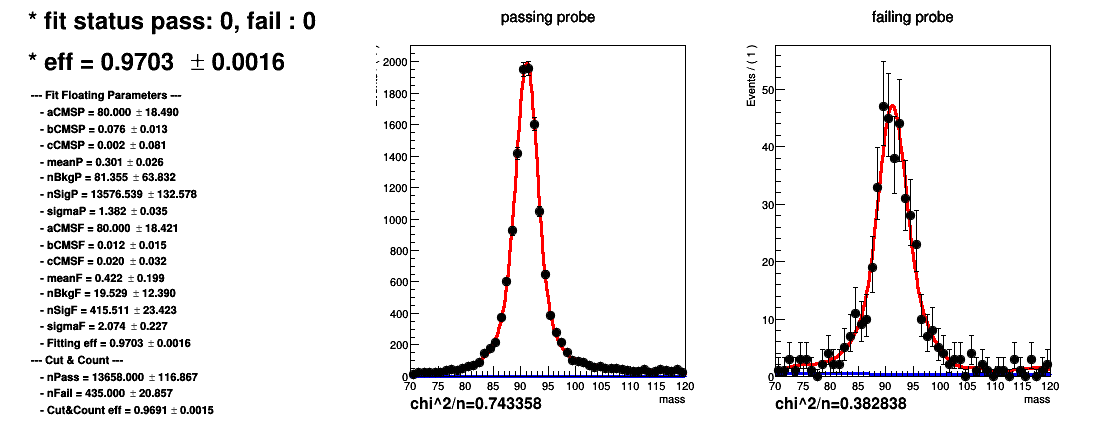 * fit status pass: 0, fail : 0
* eff = 0.9703 ± 0.0016
--- Fit Floating Parameters ---
- aCMSP = 80.000 ± 18.490
- bCMSP = 0.076 ± 0.013
- cCMSP = 0.002 ± 0.081
- meanP = 0.301 ± 0.026
- nBkgP = 81.355 ± 63.832
- nSigP = 13576.539 ± 132.578
- sigmaP = 1.382 ± 0.035
- aCMSF = 80.000 ± 18.421
- bCMSF = 0.012 ± 0.015
- cCMSF = 0.020 ± 0.032
- meanF = 0.422 ± 0.199
- nBkgF = 19.529 ± 12.390
- nSigF = 415.511 ± 23.423
- sigmaF = 2.074 ± 0.227
- Fitting eff = 0.9703 ± 0.0016
--- Cut & Count ---
- nPass = 13658.000 ± 116.867
- nFail = 435.000 ± 20.857
- Cut&Count eff = 0.9691 ± 0.0015
passing probe
2000
1800
1600
1400
1200
1000
800
600
400
200
0
70 75 80 85 90 95 100 105 110 115 120
mass
chi^2/n=0.743358
failing probe
Events / ( 1 )
50
40
30
20
10
0
70 75 80 85 90 95 100 105 110 115 120
mass
chi^2/n=0.382838